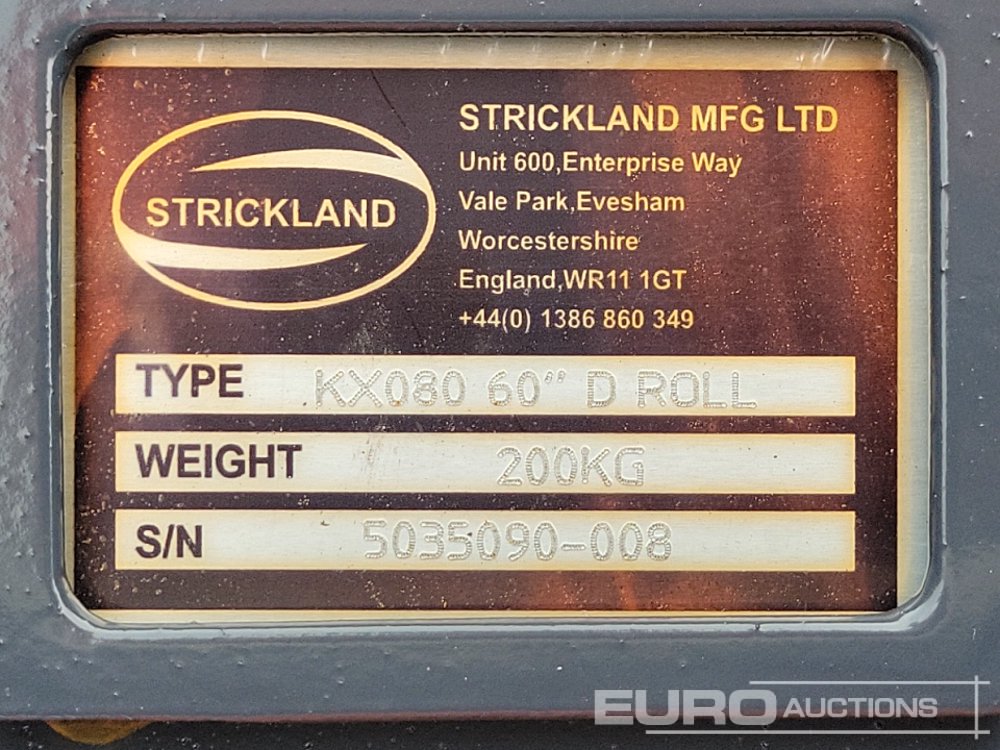 STRICKLAND
STRICKLAND MFG LTD
Unit 600,Enterprise Way
Vale Park,Evesham
Worcestershire
England,WR11 1GT
+44(0) 1386 860 349
TYPE KX080 60" D ROLL
WEIGHT 200KG
S/N 5035090-008
EURO AUCTIONS